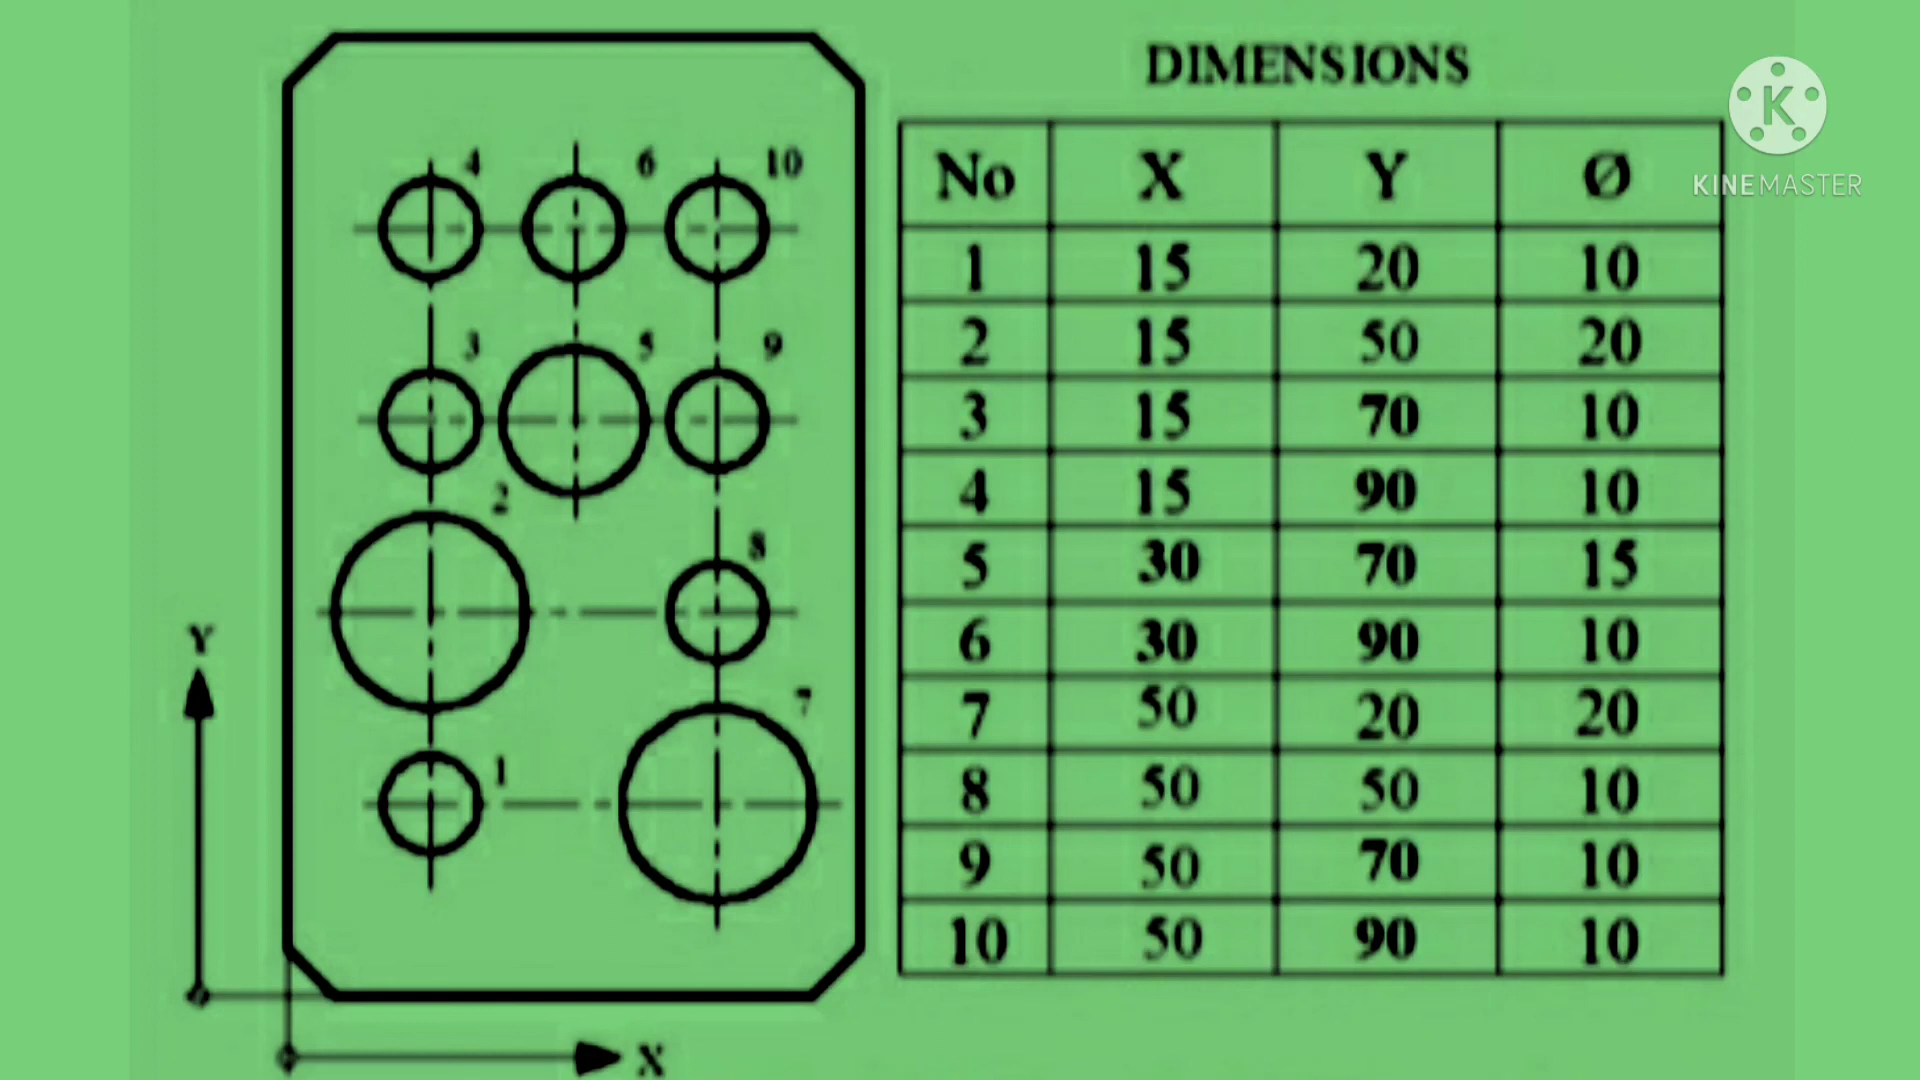 DIMENSIONS
K
KINEMASTER
No X Y Ø
1 15 20 10
2 15 50 20
3 15 70 10
4 15 90 10
5 30 70 15
6 30 90 10
7 50 20 20
8 50 50 10
9 50 70 10
10 50 90 10
4 6 10
3 5 9
2
8
7
1
Y
X